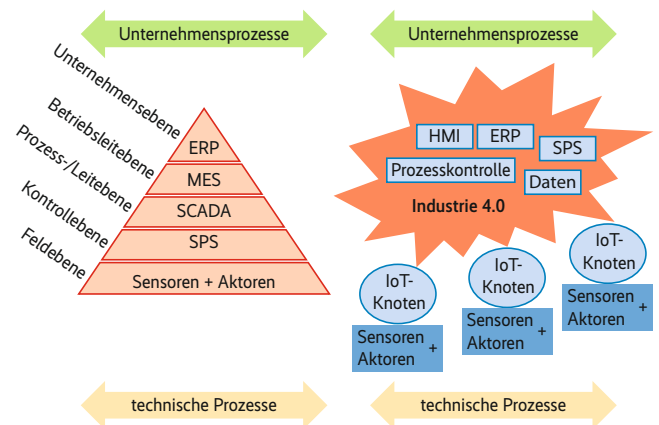 Unternehmensprozesse
Unternehmensprozesse
Unternehmensebene
Betriebsleitebene
Prozess-/Leitebene
Kontrollebene
Feldebene
ERP
MES
SCADA
SPS
Sensoren + Aktoren
HMI
ERP
SPS
Prozesskontrolle
Daten
Industrie 4.0
IoT-
Knoten
Sensoren +
Aktoren
IoT-
Knoten
Sensoren +
Aktoren
IoT-
Knoten
Sensoren +
Aktoren
technische Prozesse
technische Prozesse